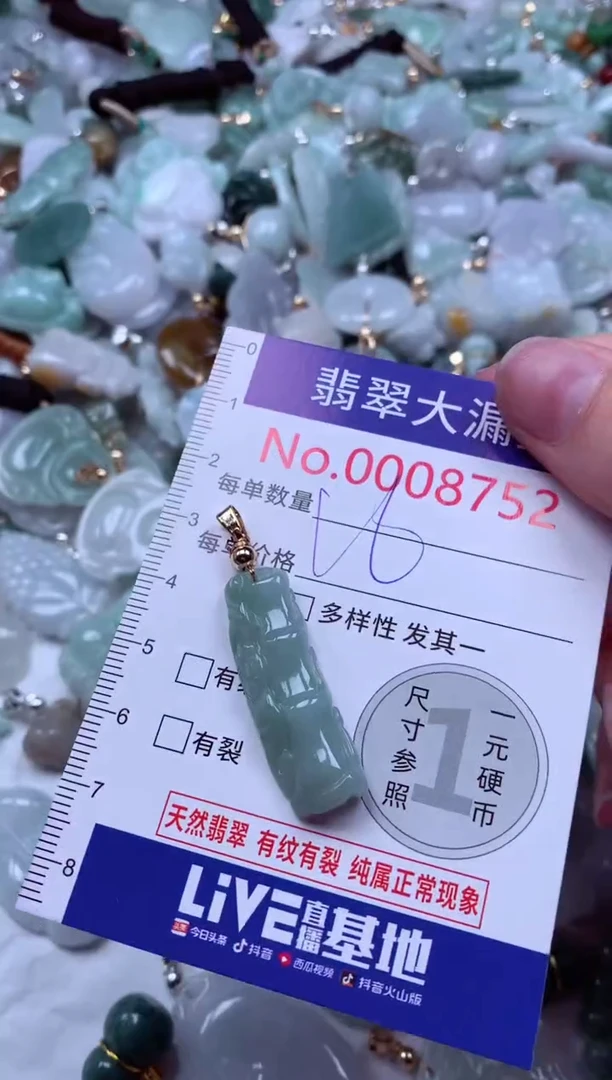 0
1
2
3
4
5
6
7
8
翡翠大漏
No.0008752
每单数量
每单价格
多样性 发其一
有
有裂
尺寸参照
1
一元硬币
天然翡翠 有纹有裂 纯属正常现象
LiVE直播基地
头条 今日头条 抖音 西瓜视频 抖音火山版